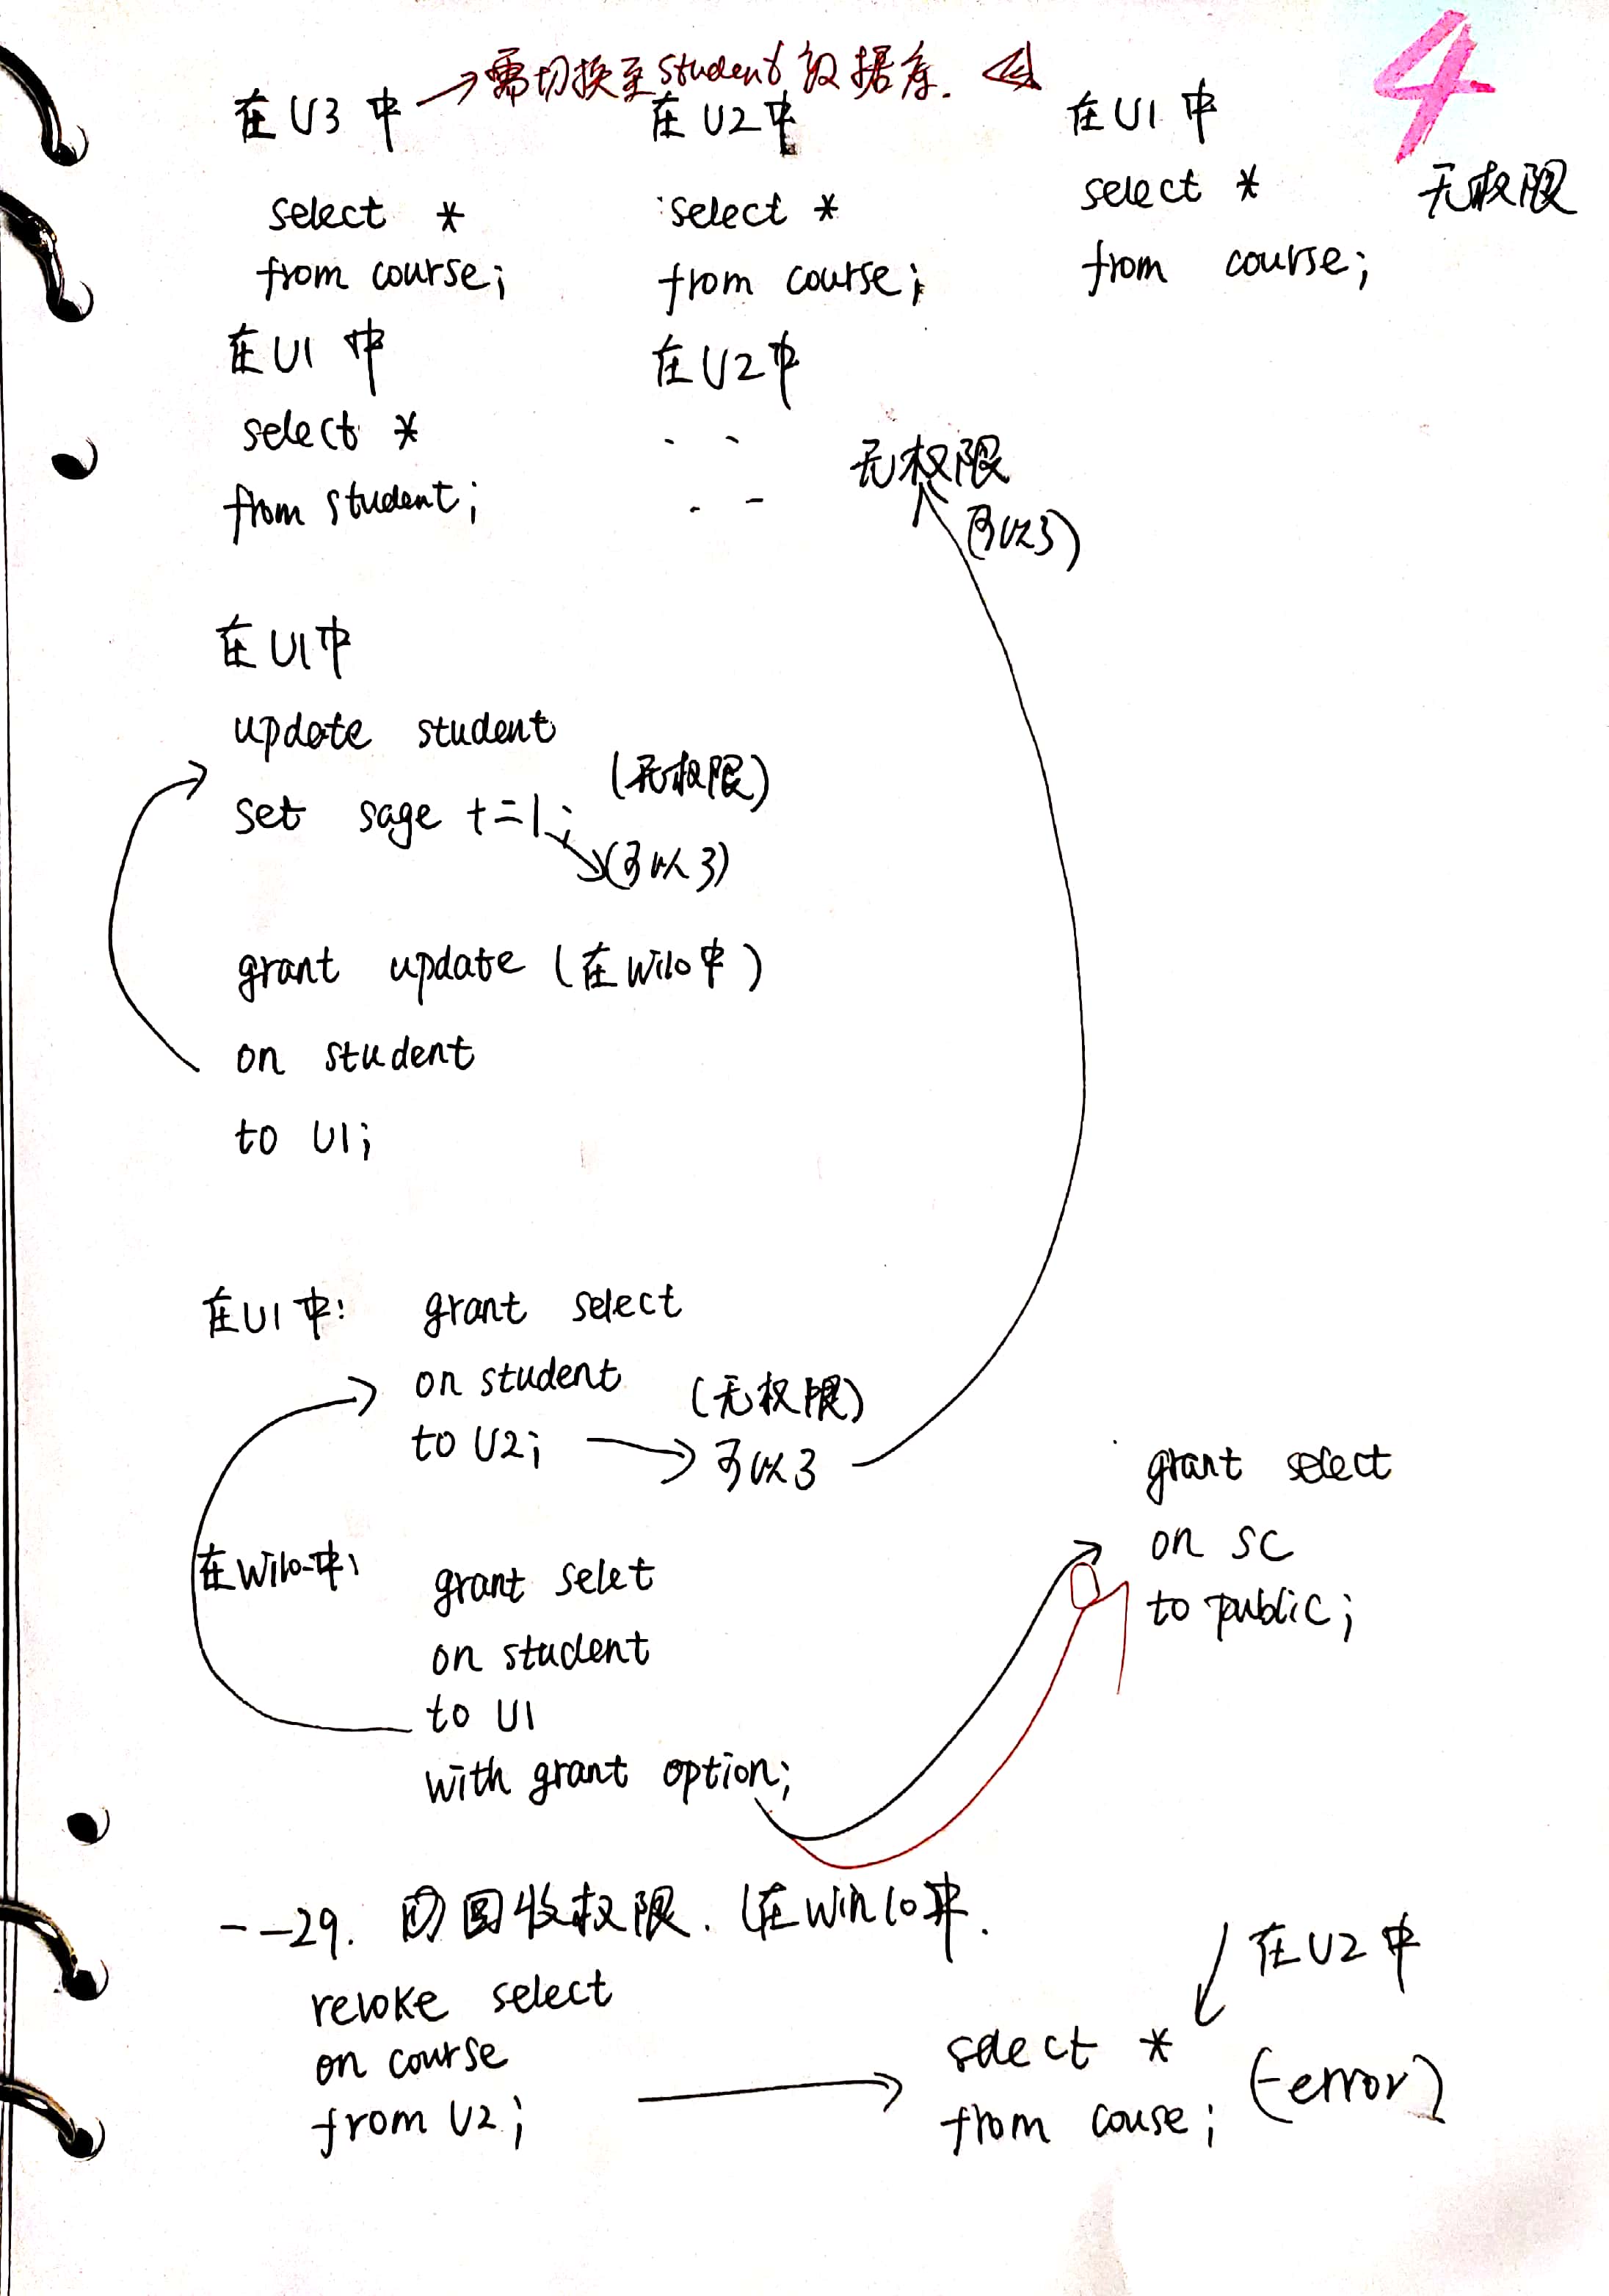 4
→需切换至student数据库.
在U3中
select *
from course;
在U2中
select *
from course;
在U1中
select * 无权限
from course;
在U1中
select *
from student;
在U2中
无权限
(可以了)
在U1中
update student
set sage +=1; (无权限)
(可以了)
grant update (在Win10中)
on student
to U1;
在U1中: grant select
on student (无权限)
to U2; → 可以了
在Win10中: grant selet
on student
to U1
with grant option;
grant select
on SC
to public;
--29. 回收权限. 在Win10中.
revoke select
on course
from U2;
在U2中
select *
from couse; (error)